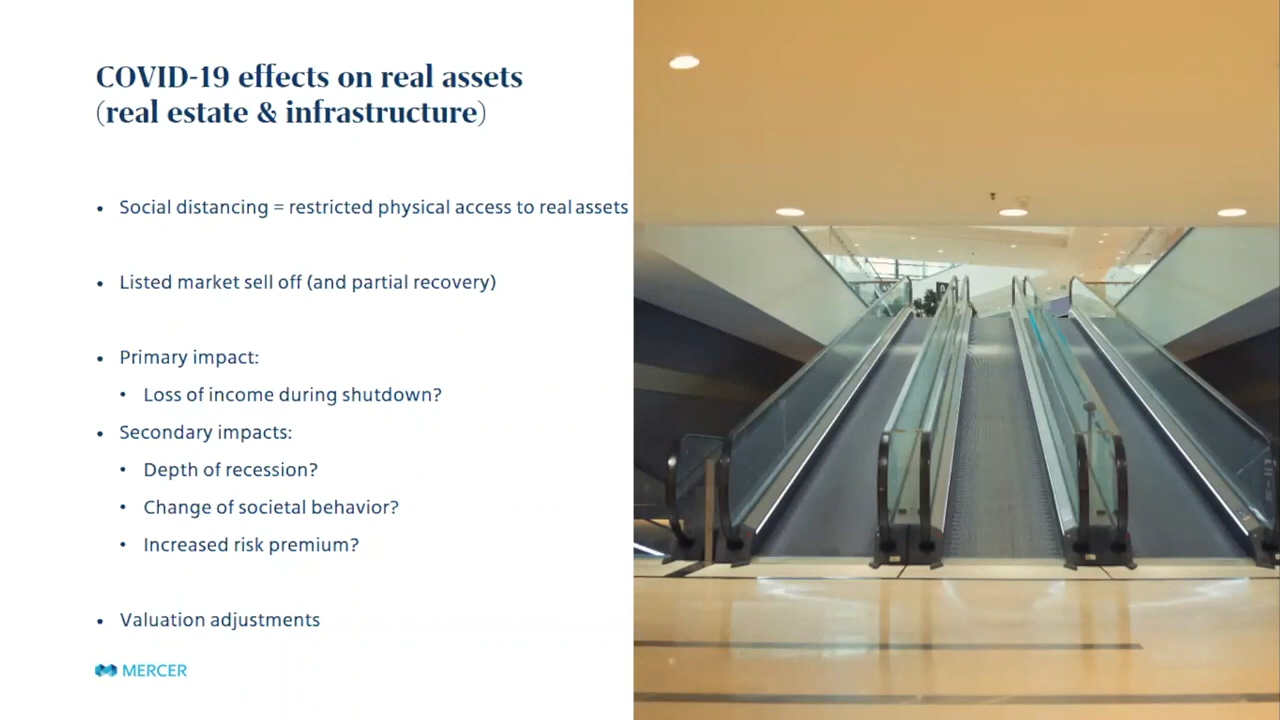 COVID-19 effects on real assets
(real estate & infrastructure)
• Social distancing = restricted physical access to real assets
• Listed market sell off (and partial recovery)
• Primary impact:
• Loss of income during shutdown?
• Secondary impacts:
• Depth of recession?
• Change of societal behavior?
• Increased risk premium?
• Valuation adjustments
MERCER